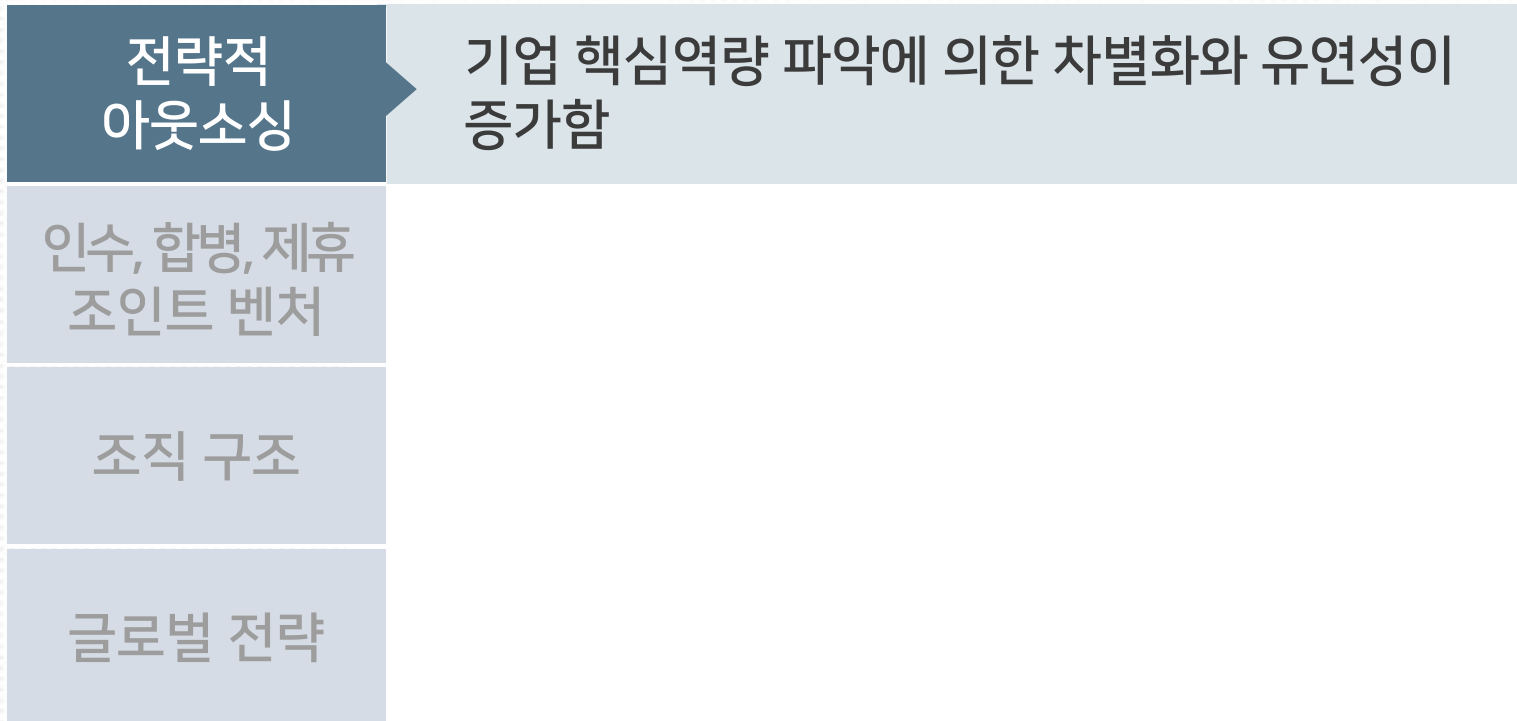 전략적
아웃소싱
기업 핵심역량 파악에 의한 차별화와 유연성이
증가함
인수, 합병, 제휴
조인트 벤처
조직 구조
글로벌 전략